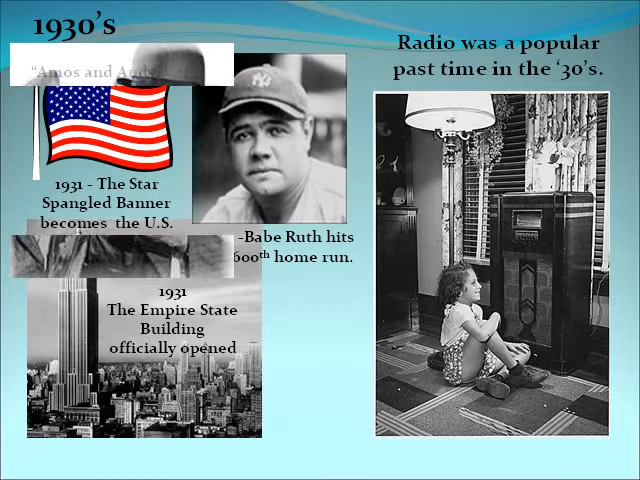 1930’s
“Amos and Andy”
Radio was a popular
past time in the ‘30’s.
1931 - The Star
Spangled Banner
becomes the U.S.
-Babe Ruth hits
600th home run.
1931
The Empire State
Building
officially opened